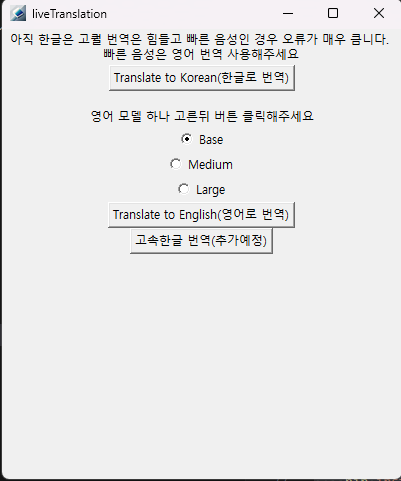 liveTranslation
아직 한글은 고퀄 번역은 힘들고 빠른 음성인 경우 오류가 매우 큽니다.
빠른 음성은 영어 번역 사용해주세요
Translate to Korean(한글로 번역)
영어 모델 하나 고른뒤 버튼 클릭해주세요
Base
Medium
Large
Translate to English(영어로 번역)
고속한글 번역(추가예정)